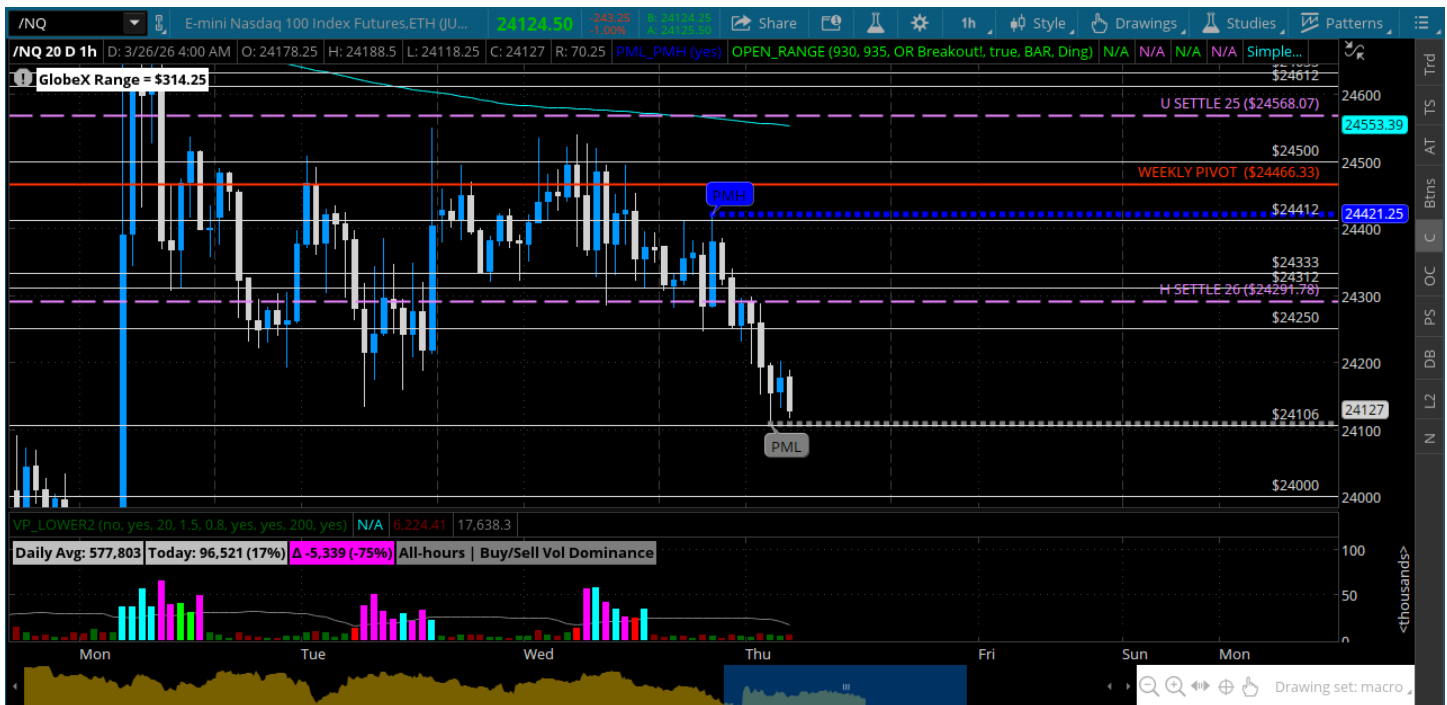 /NQ E-mini Nasdaq 100 Index Futures,ETH (JU... 24124.50 -243.25 -1.00% B: 24124.25 A: 24125.50 Share 1h Style Drawings Studies Patterns
/NQ 20 D 1h D: 3/26/26 4:00 AM O: 24178.25 H: 24188.5 L: 24118.25 C: 24127 R: 70.25 PML_PMH (yes) OPEN_RANGE (930, 935, OR Breakout!, true, BAR, Ding) N/A N/A N/A N/A Simple...
GlobeX Range = $314.25
$24612
24600
U SETTLE 25 ($24568.07)
24553.39
$24500
24500
WEEKLY PIVOT ($24466.33)
PMH
$24412
24421.25
24400
$24333
$24312
H SETTLE 26 ($24291.78)
24300
$24250
24200
24127
$24106
24100
PML
$24000
24000
VP_LOWER2 (no, yes, 20, 1.5, 0.8, yes, yes, 200, yes) N/A 6,224.41 17,638.3
Daily Avg: 577,803 Today: 96,521 (17%) Δ -5,339 (-75%) All-hours | Buy/Sell Vol Dominance
100
50
0
<thousands>
Mon Tue Wed Thu Fri Sun Mon
Drawing set: macro
Trd
TS
AT
Btns
C
OC
PS
DB
L2
N